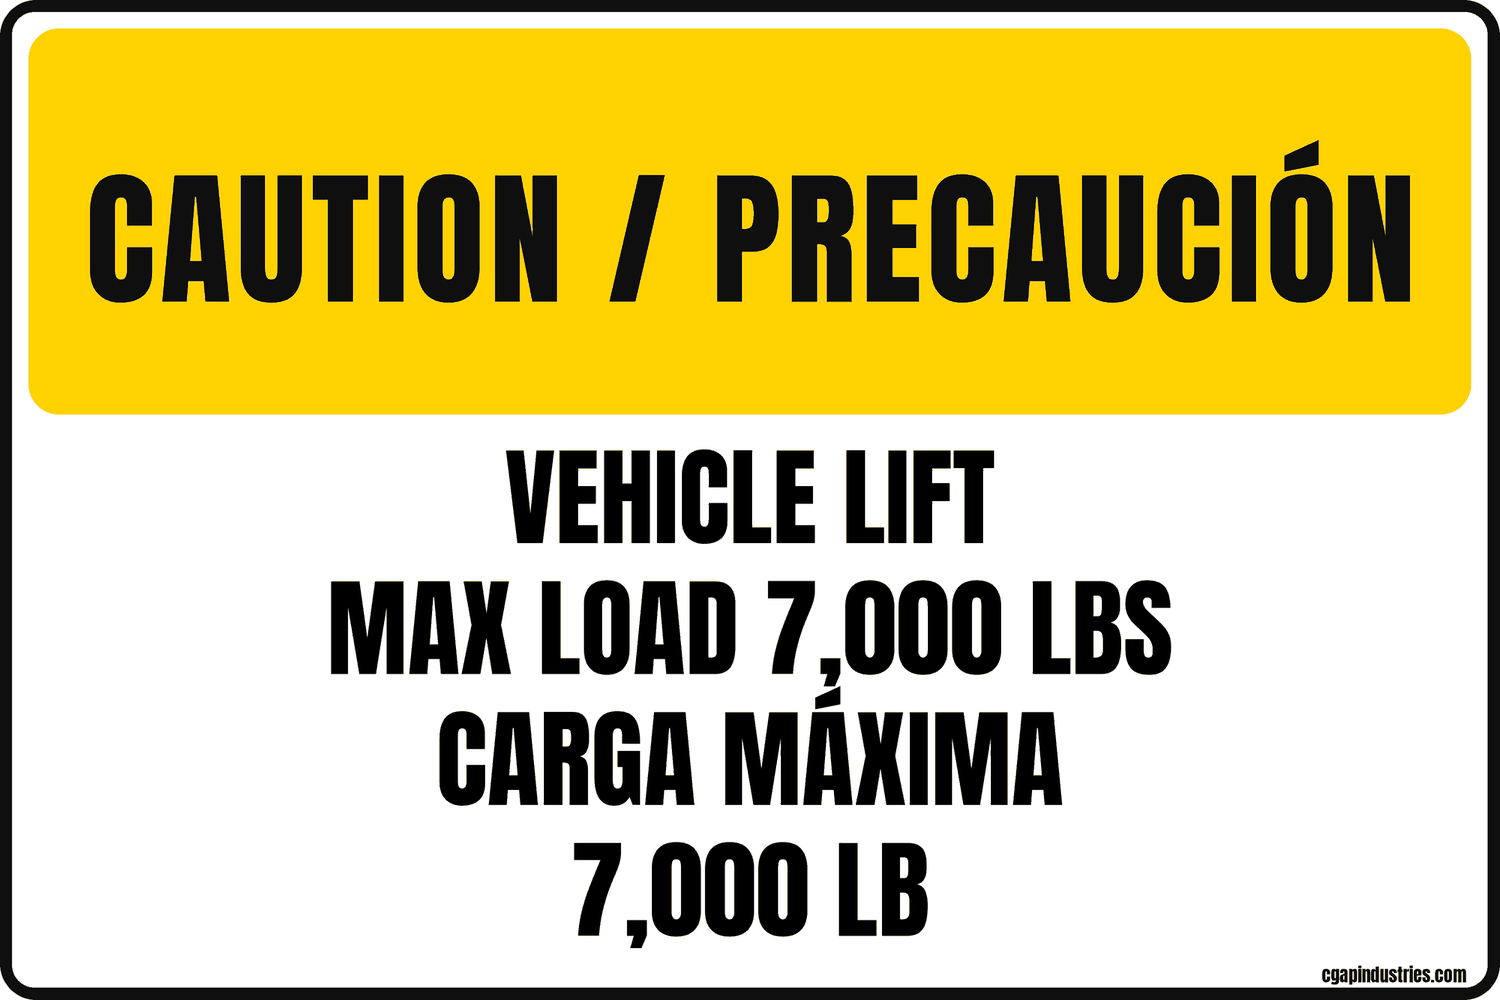 CAUTION / PRECAUCIÓN
VEHICLE LIFT
MAX LOAD 7,000 LBS
CARGA MÁXIMA
7,000 LB
cgapindustries.com